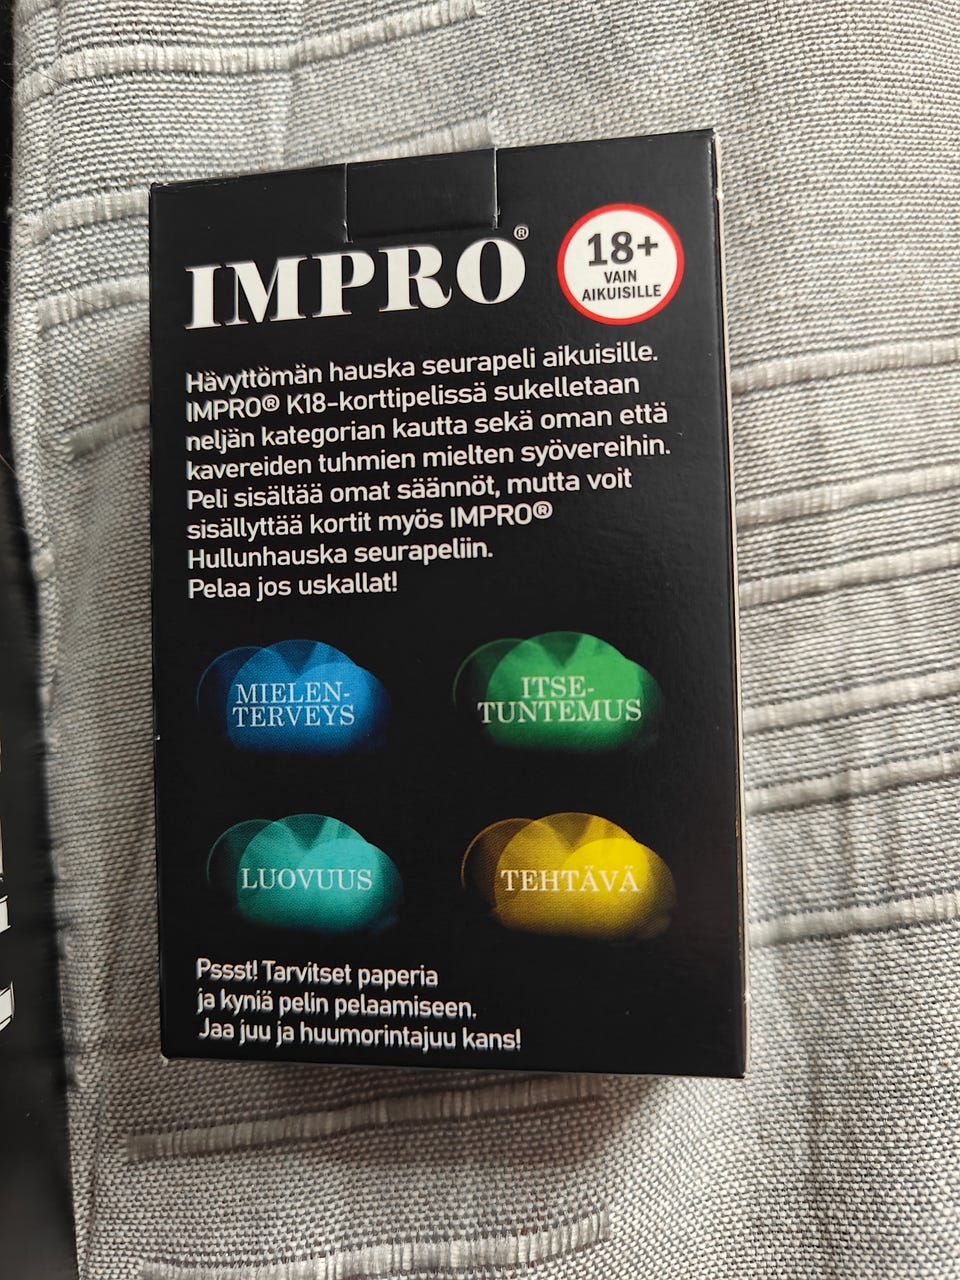 IMPRO®
18+
VAIN
AIKUISILLE
Hävyttömän hauska seurapeli aikuisille.
IMPRO® K18-korttipelissä sukelletaan
neljän kategorian kautta sekä oman että
kavereiden tuhmien mielten syövereihin.
Peli sisältää omat säännöt, mutta voit
sisällyttää kortit myös IMPRO®
Hullunhauska seurapeliin.
Pelaa jos uskallat!
MIELEN-
TERVEYS
ITSE-
TUNTEMUS
LUOVUUS
TEHTÄVÄ
Pssst! Tarvitset paperia
ja kyniä pelin pelaamiseen.
Jaa juu ja huumorintajuu kans!